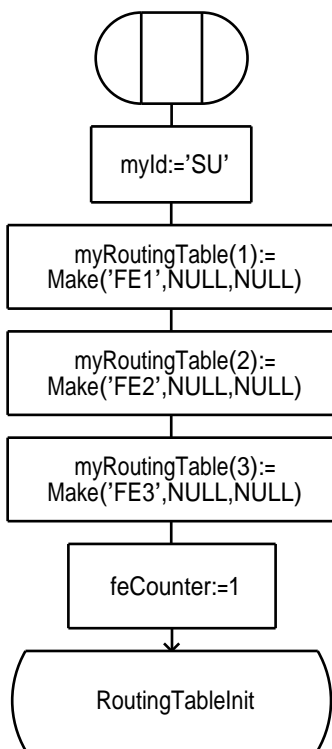 myId:='SU'
myRoutingTable(1):=
Make('FE1',NULL,NULL)
myRoutingTable(2):=
Make('FE2',NULL,NULL)
myRoutingTable(3):=
Make('FE3',NULL,NULL)
feCounter:=1
RoutingTableInit